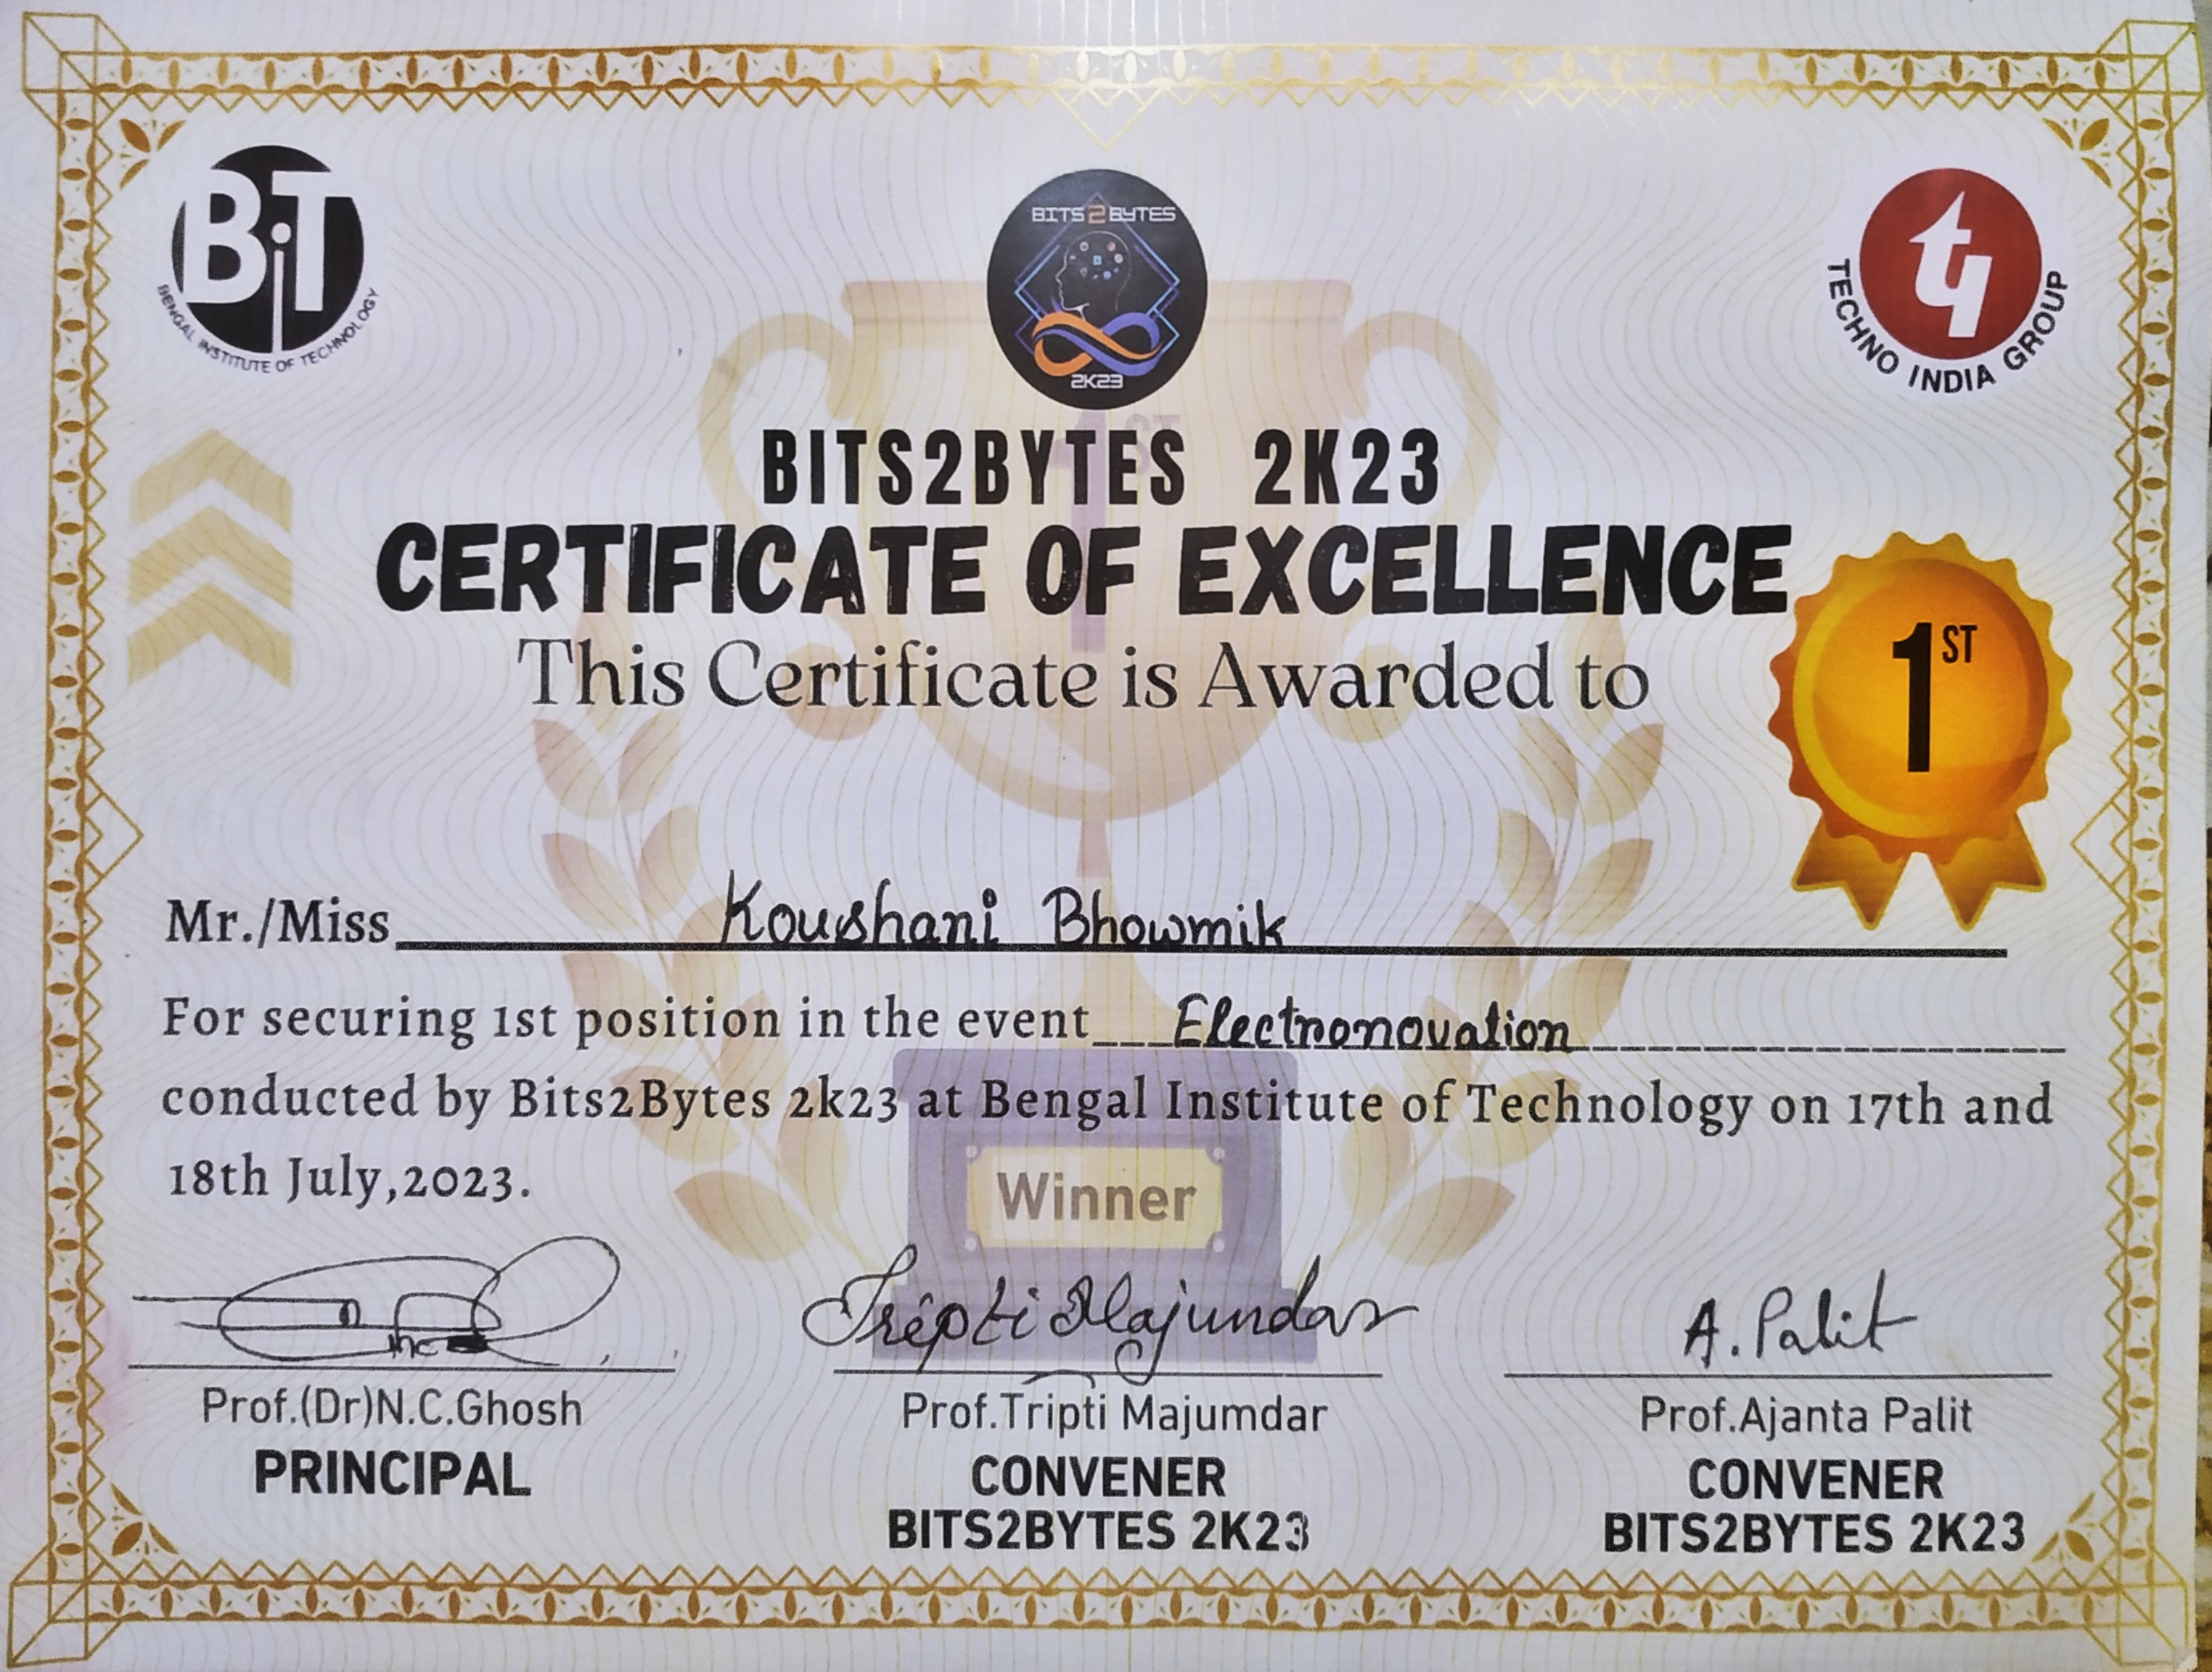 BiT
BENGAL INSTITUTE OF TECHNOLOGY
BITS 2 BYTES
2K23
TECHNO INDIA GROUP
1ST
BITS2BYTES 2K23
CERTIFICATE OF EXCELLENCE
This Certificate is Awarded to
1ST
Mr./Miss Koushani Bhowmik
For securing 1st position in the event Electronovation
conducted by Bits2Bytes 2k23 at Bengal Institute of Technology on 17th and
18th July,2023.
Winner
Tripti Majumdar
A. Palit
Prof.(Dr)N.C.Ghosh
Prof.Tripti Majumdar
Prof.Ajanta Palit
PRINCIPAL
CONVENER
CONVENER
BITS2BYTES 2K23
BITS2BYTES 2K23